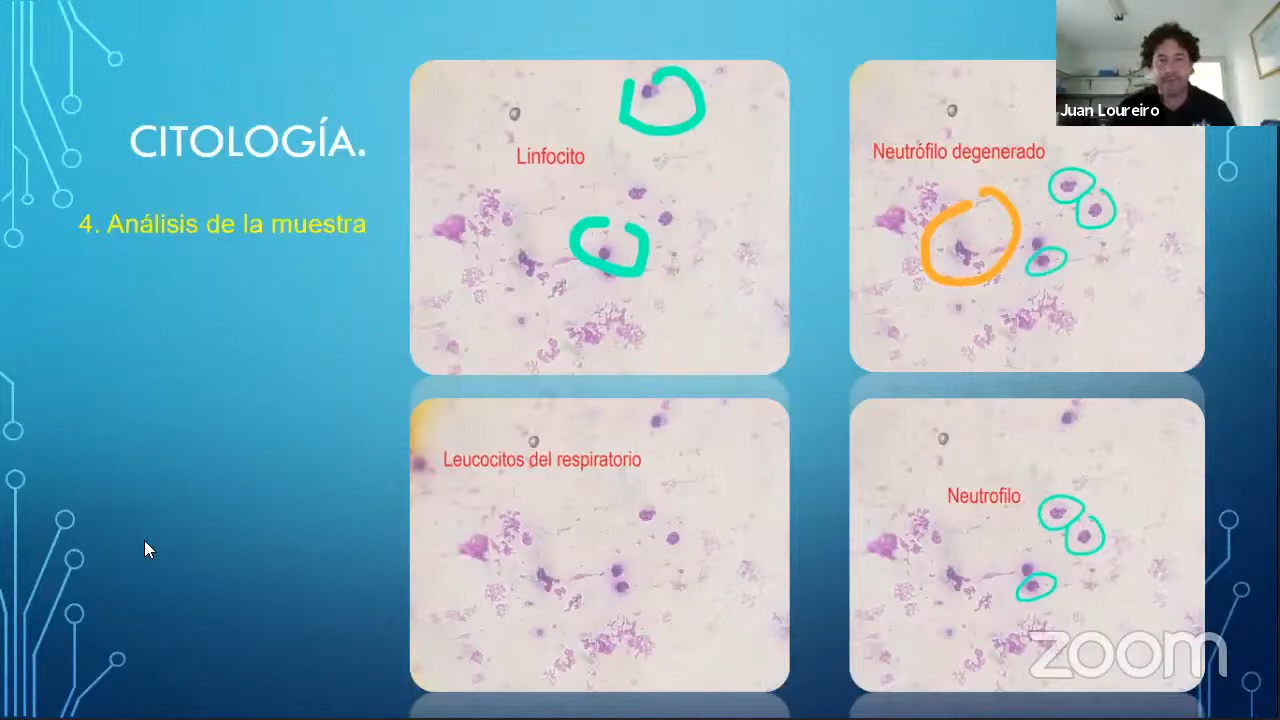 CITOLOGÍA.
4. Análisis de la muestra
Linfocito
Neutrófilo degenerado
Juan Loureiro
Leucocitos del respiratorio
Neutrofilo
zoom